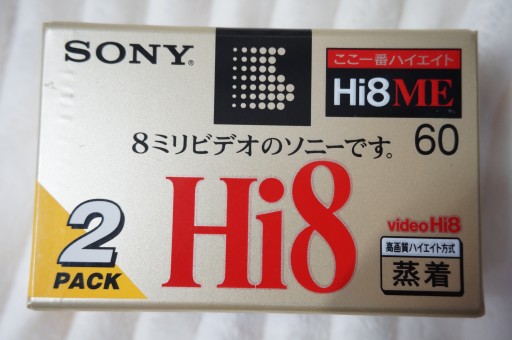 SONY®
ここ一番ハイエイト
Hi8ME
8ミリビデオのソニーです。
60
Hi8
2
PACK
video Hi8
高画質ハイエイト方式
蒸着